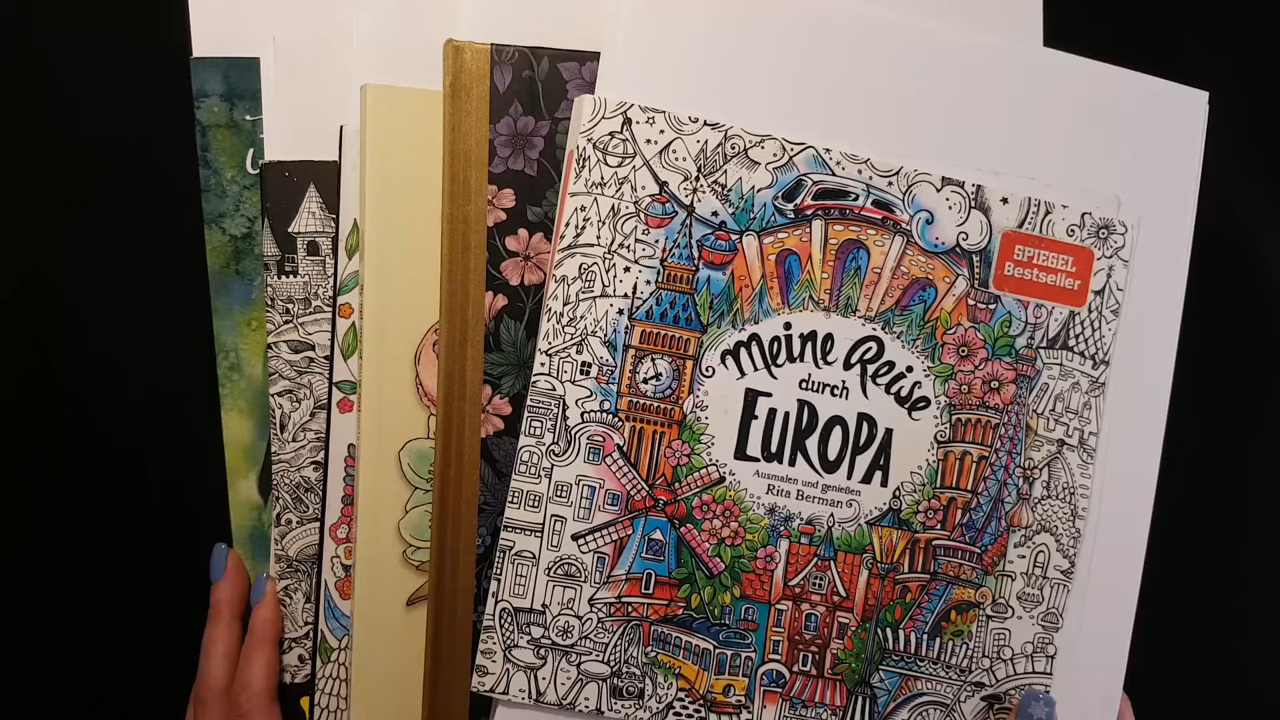 SPIEGEL
Bestseller
Meine Reise
durch
EUROPA
Ausmalen und genießen
Rita Berman